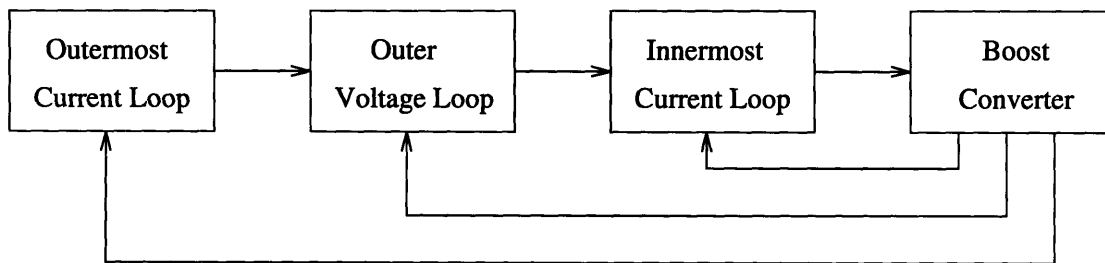 Outermost
Current Loop
Outer
Voltage Loop
Innermost
Current Loop
Boost
Converter